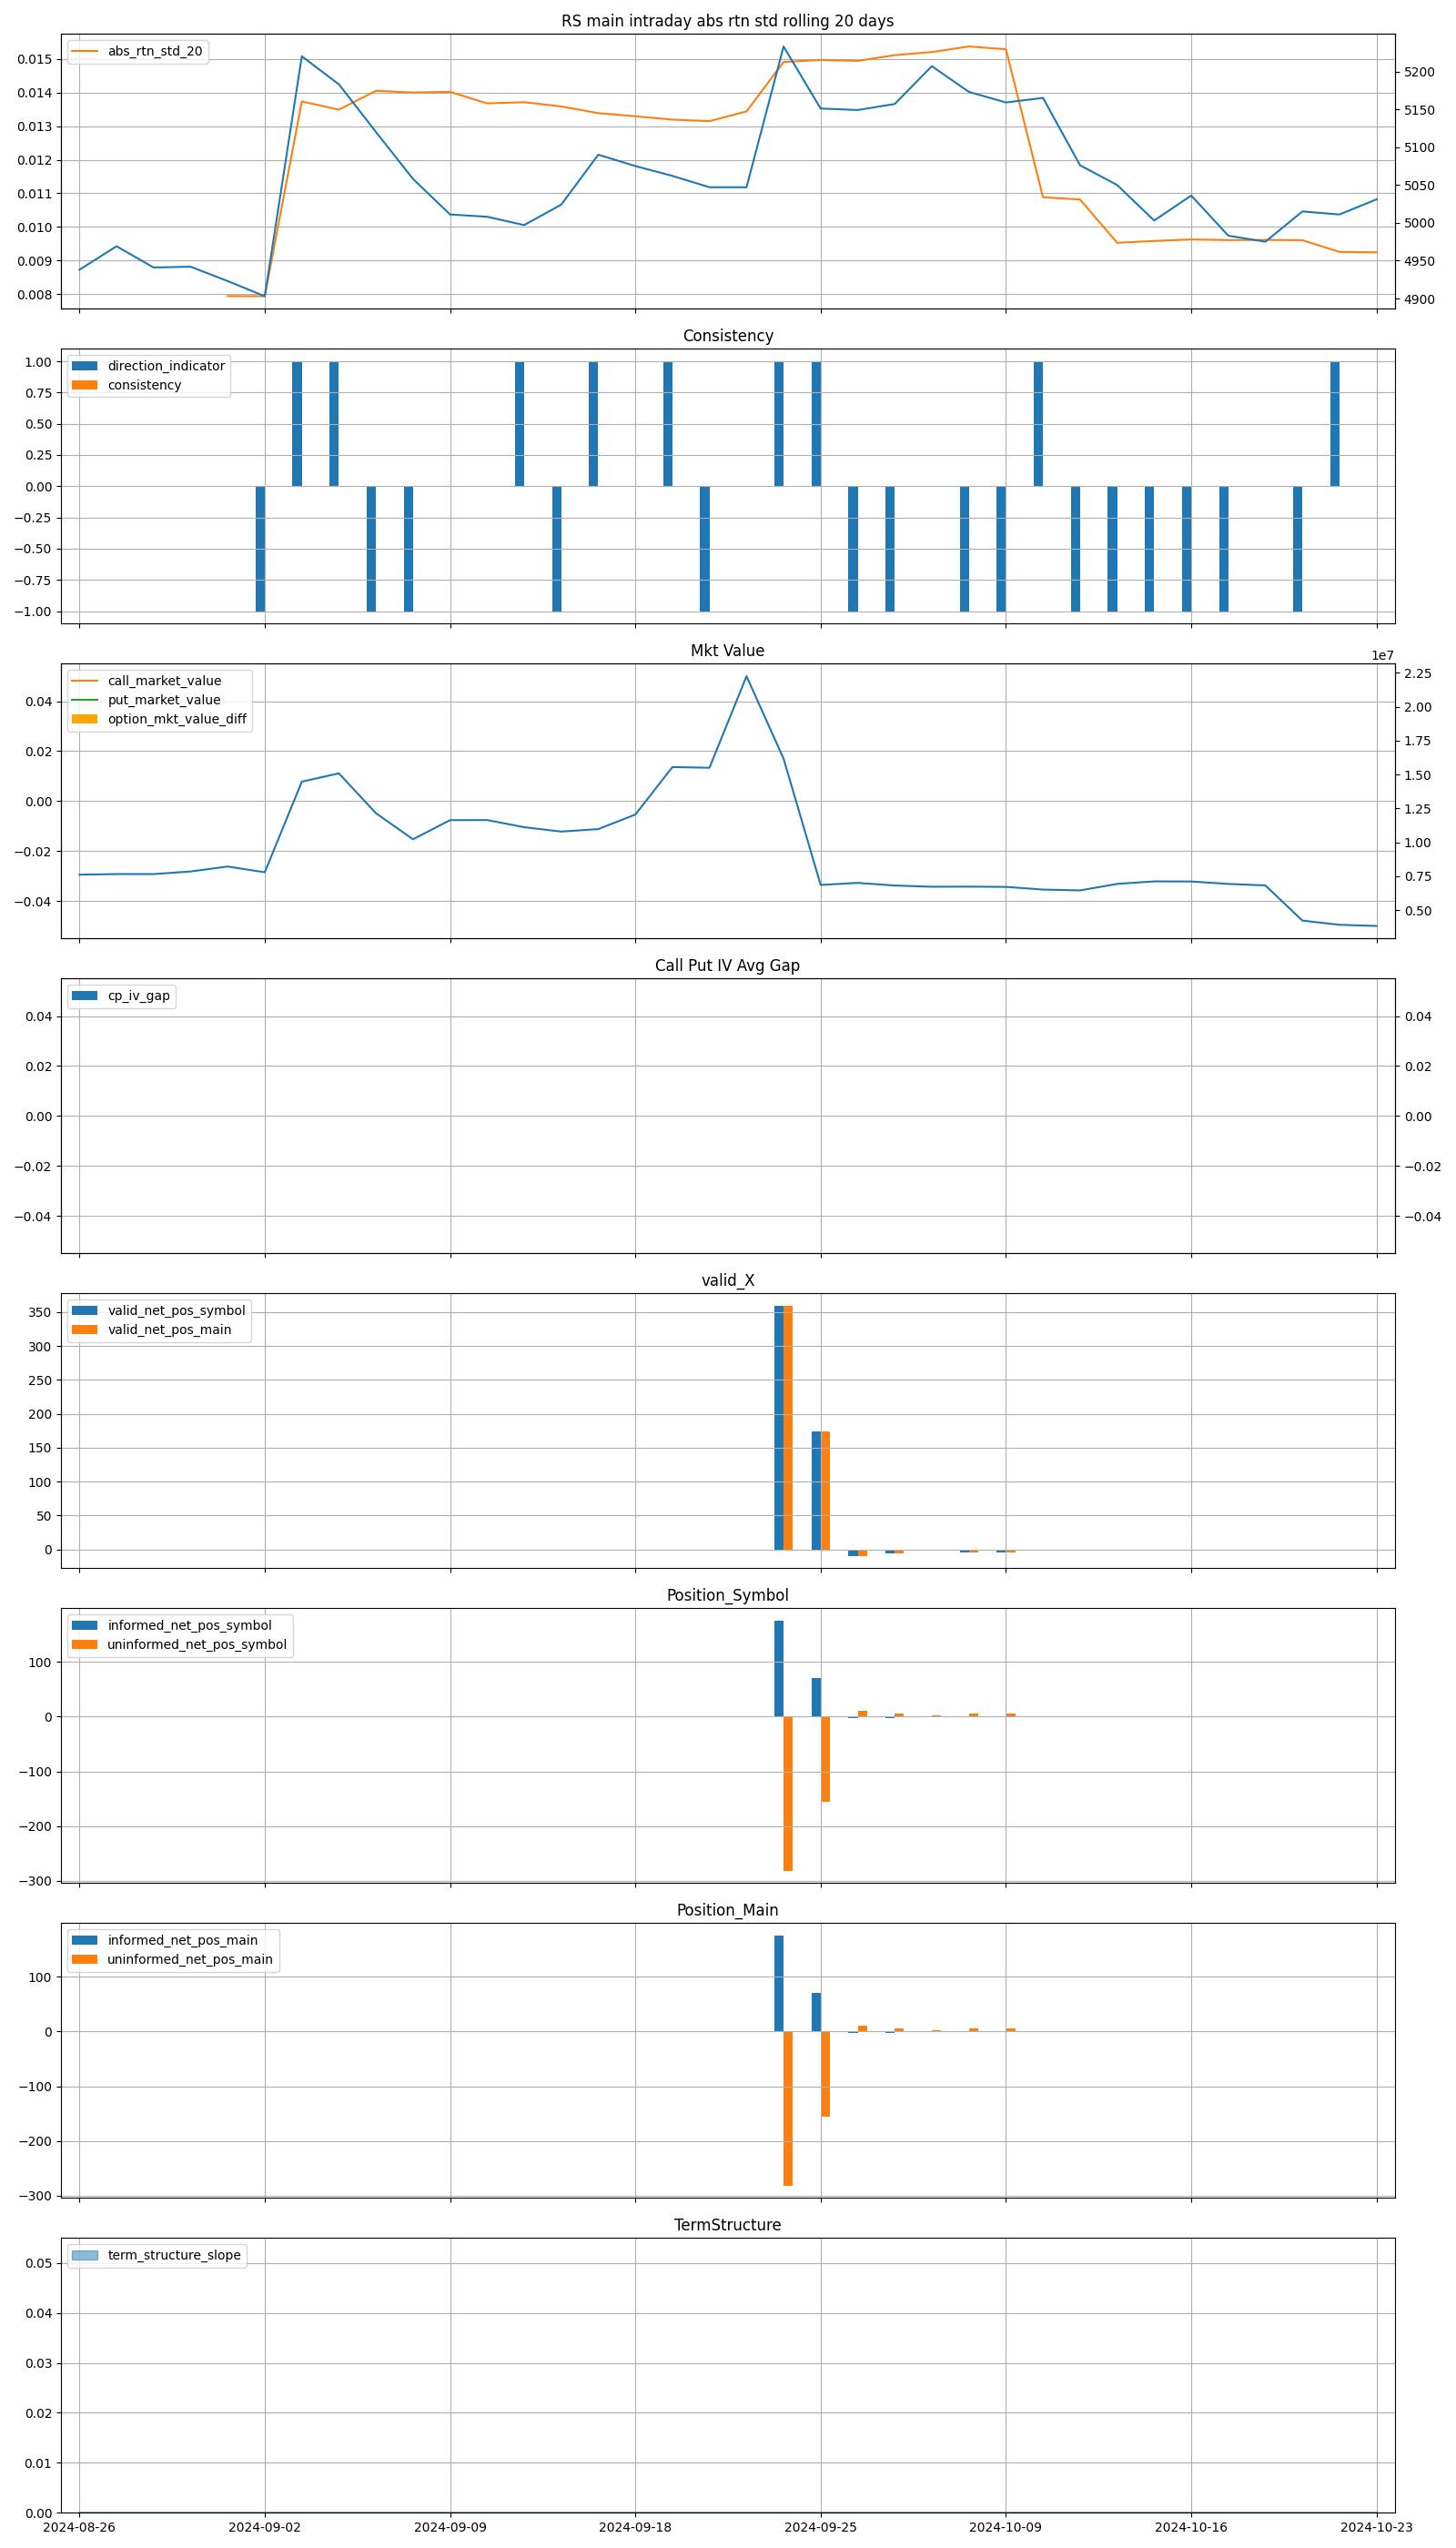 RS main intraday abs rtn std rolling 20 days
abs_rtn_std_20
0.015
0.014
0.013
0.012
0.011
0.010
0.009
0.008
5200
5150
5100
5050
5000
4950
4900
Consistency
direction_indicator
consistency
1.00
0.75
0.50
0.25
0.00
−0.25
−0.50
−0.75
−1.00
Mkt Value
1e7
call_market_value
put_market_value
option_mkt_value_diff
0.04
0.02
0.00
−0.02
−0.04
2.25
2.00
1.75
1.50
1.25
1.00
0.75
0.50
Call Put IV Avg Gap
cp_iv_gap
0.04
0.02
0.00
−0.02
−0.04
0.04
0.02
0.00
−0.02
−0.04
valid_X
valid_net_pos_symbol
valid_net_pos_main
350
300
250
200
150
100
50
0
Position_Symbol
informed_net_pos_symbol
uninformed_net_pos_symbol
100
0
−100
−200
−300
Position_Main
informed_net_pos_main
uninformed_net_pos_main
100
0
−100
−200
−300
TermStructure
term_structure_slope
0.05
0.04
0.03
0.02
0.01
0.00
2024-08-26 2024-09-02 2024-09-09 2024-09-18 2024-09-25 2024-10-09 2024-10-16 2024-10-23